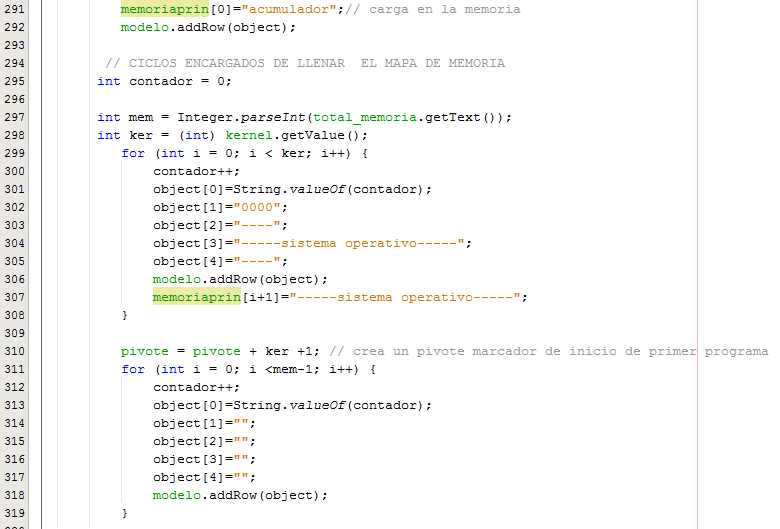 291 memoriaprin[0]="acumulador";// carga en la memoria
292 modelo.addRow(object);
293
294 // CICLOS ENCARGADOS DE LLENAR  EL MAPA DE MEMORIA
295 int contador = 0;
296
297 int mem = Integer.parseInt(total_memoria.getText());
298 int ker = (int) kernel.getValue();
299 for (int i = 0; i < ker; i++) {
300 contador++;
301 object[0]=String.valueOf(contador);
302 object[1]="0000";
303 object[2]="----";
304 object[3]="-----sistema operativo-----";
305 object[4]="----";
306 modelo.addRow(object);
307 memoriaprin[i+1]="-----sistema operativo-----";
308 }
309
310 pivote = pivote + ker +1; // crea un pivote marcador de inicio de primer programa
311 for (int i = 0; i <mem-1; i++) {
312 contador++;
313 object[0]=String.valueOf(contador);
314 object[1]="";
315 object[2]="";
316 object[3]="";
317 object[4]="";
318 modelo.addRow(object);
319 }